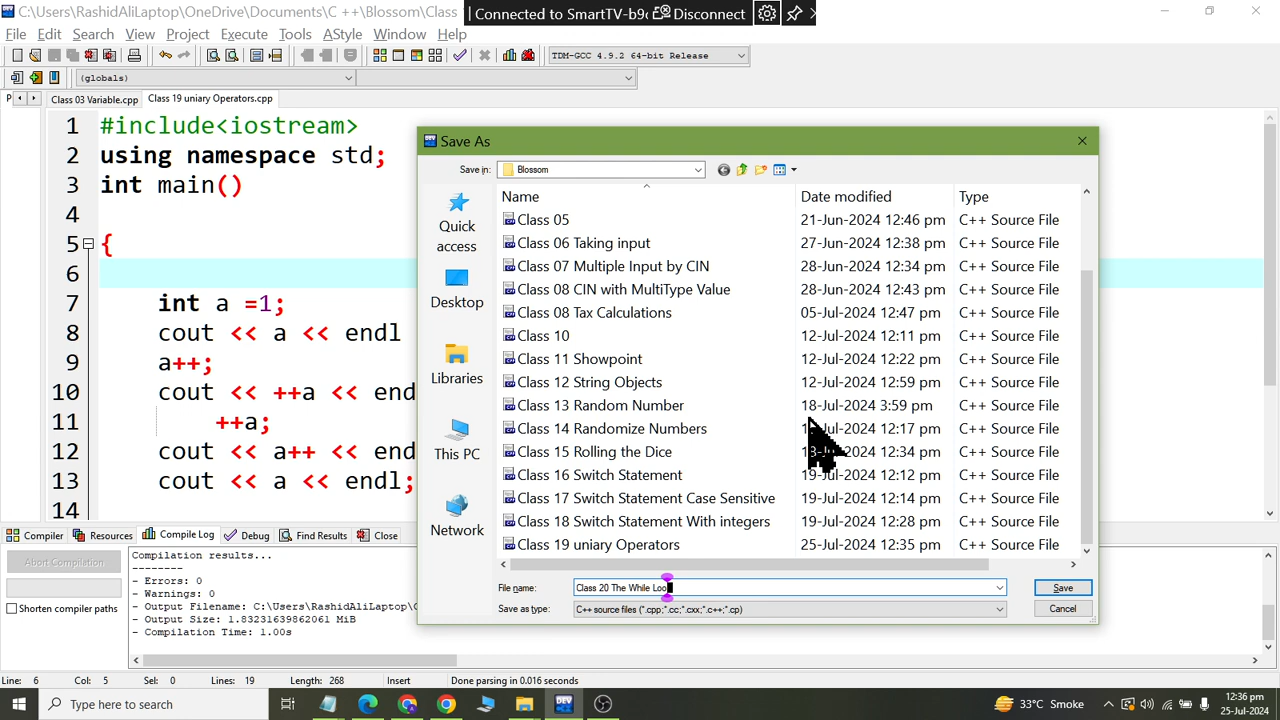 C:\Users\RashidAliLaptop\OneDrive\Documents\C ++\Blossom\Class
Connected to SmartTV-b9 Disconnect
File Edit Search View Project Execute Tools AStyle Window Help
TDM-GCC 4.9.2 64-bit Release
(globals)
P Class 03 Variable.cpp Class 19 uniary Operators.cpp
1 #include<iostream>
2 using namespace std;
3 int main()
4
5 {
6
7 int a =1;
8 cout << a << endl
9 a++;
10 cout << ++a << end
11 ++a;
12 cout << a++ << end
13 cout << a << endl;
14
Save As
Save in: Blossom
Name Date modified Type
Quick access
Desktop
Libraries
This PC
Network
Class 05 21-Jun-2024 12:46 pm C++ Source File
Class 06 Taking input 27-Jun-2024 12:38 pm C++ Source File
Class 07 Multiple Input by CIN 28-Jun-2024 12:34 pm C++ Source File
Class 08 CIN with MultiType Value 28-Jun-2024 12:43 pm C++ Source File
Class 08 Tax Calculations 05-Jul-2024 12:47 pm C++ Source File
Class 10 12-Jul-2024 12:11 pm C++ Source File
Class 11 Showpoint 12-Jul-2024 12:22 pm C++ Source File
Class 12 String Objects 12-Jul-2024 12:59 pm C++ Source File
Class 13 Random Number 18-Jul-2024 3:59 pm C++ Source File
Class 14 Randomize Numbers 12:17 pm C++ Source File
Class 15 Rolling the Dice 12:34 pm C++ Source File
Class 16 Switch Statement 19-Jul-2024 12:12 pm C++ Source File
Class 17 Switch Statement Case Sensitive 19-Jul-2024 12:14 pm C++ Source File
Class 18 Switch Statement With integers 19-Jul-2024 12:28 pm C++ Source File
Class 19 uniary Operators 25-Jul-2024 12:35 pm C++ Source File
File name: Class 20 The While Loo Save
Save as type: C++ source files (*.cpp;*.cc;*.cxx;*.c++;*.cp) Cancel
Compiler Resources Compile Log Debug Find Results Close
Abort Compilation
Shorten compiler paths
Compilation results...
--------
- Errors: 0
- Warnings: 0
- Output Filename: C:\Users\RashidAliLaptop\
- Output Size: 1.83231639862061 MiB
- Compilation Time: 1.00s
Line: 6 Col: 5 Sel: 0 Lines: 19 Length: 268 Insert Done parsing in 0.016 seconds
Type here to search
33°C Smoke
12:36 pm
25-Jul-2024